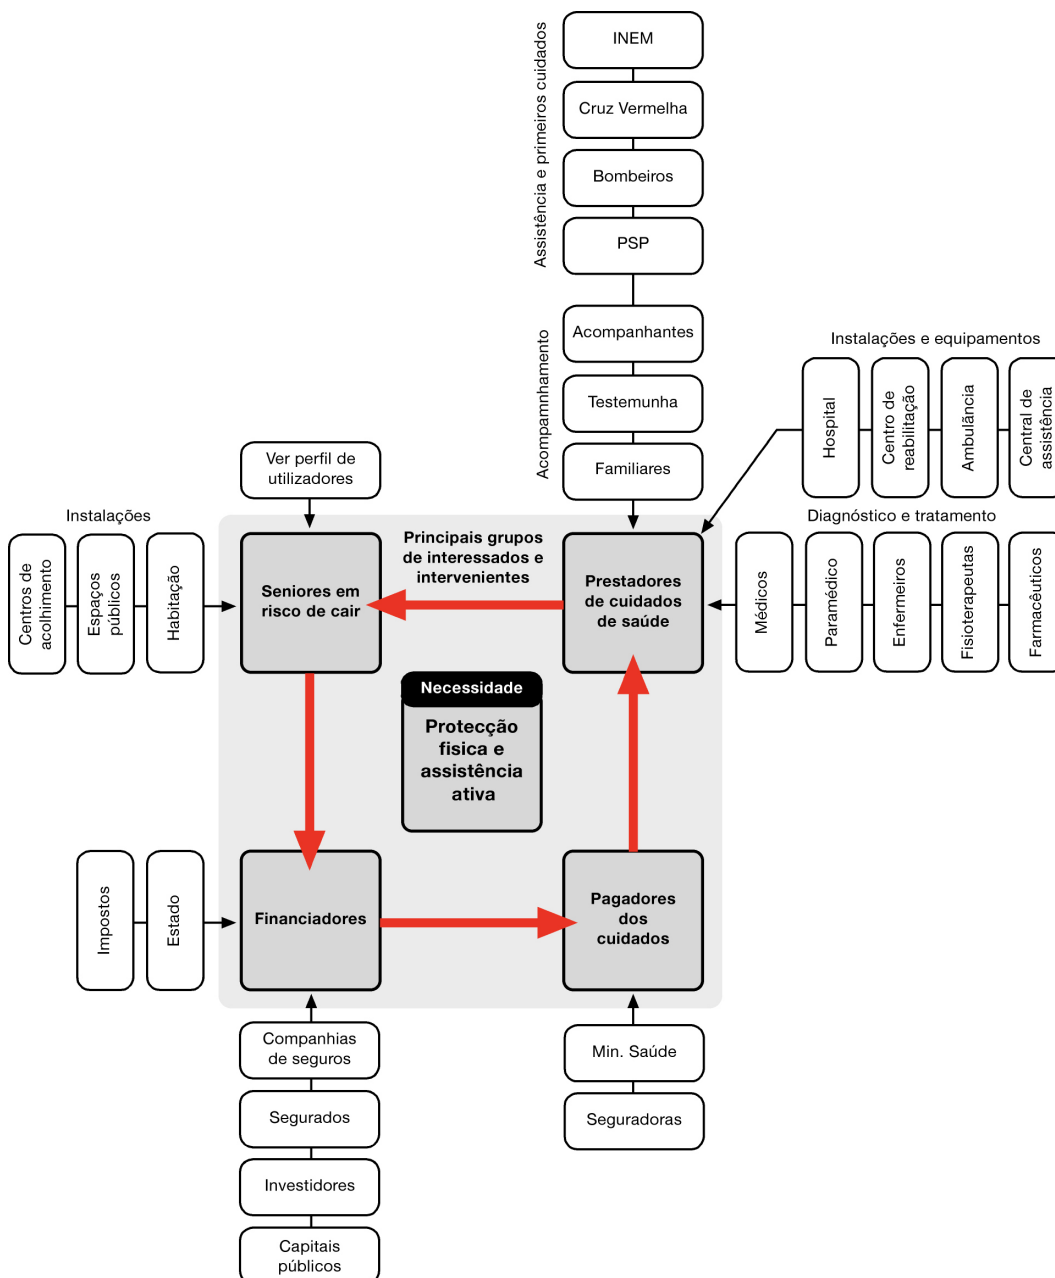 Assistência e primeiros cuidados
INEM
Cruz Vermelha
Bombeiros
PSP
Acompamnhamento
Acompanhantes
Testemunha
Familiares
Instalações e equipamentos
Hospital
Centro de
reabilitação
Ambulância
Central de
assistência
Ver perfil de
utilizadores
Instalações
Centros de
acolhimento
Espaços
públicos
Habitação
Seniores em
risco de cair
Principais grupos
de interessados e
intervenientes
Prestadores
de cuidados
de saúde
Diagnóstico e tratamento
Médicos
Paramédico
Enfermeiros
Fisioterapeutas
Farmacêuticos
Necessidade
Protecção
fisica e
assistência
ativa
Impostos
Estado
Financiadores
Pagadores
dos
cuidados
Companhias
de seguros
Segurados
Investidores
Capitais
públicos
Min. Saúde
Seguradoras